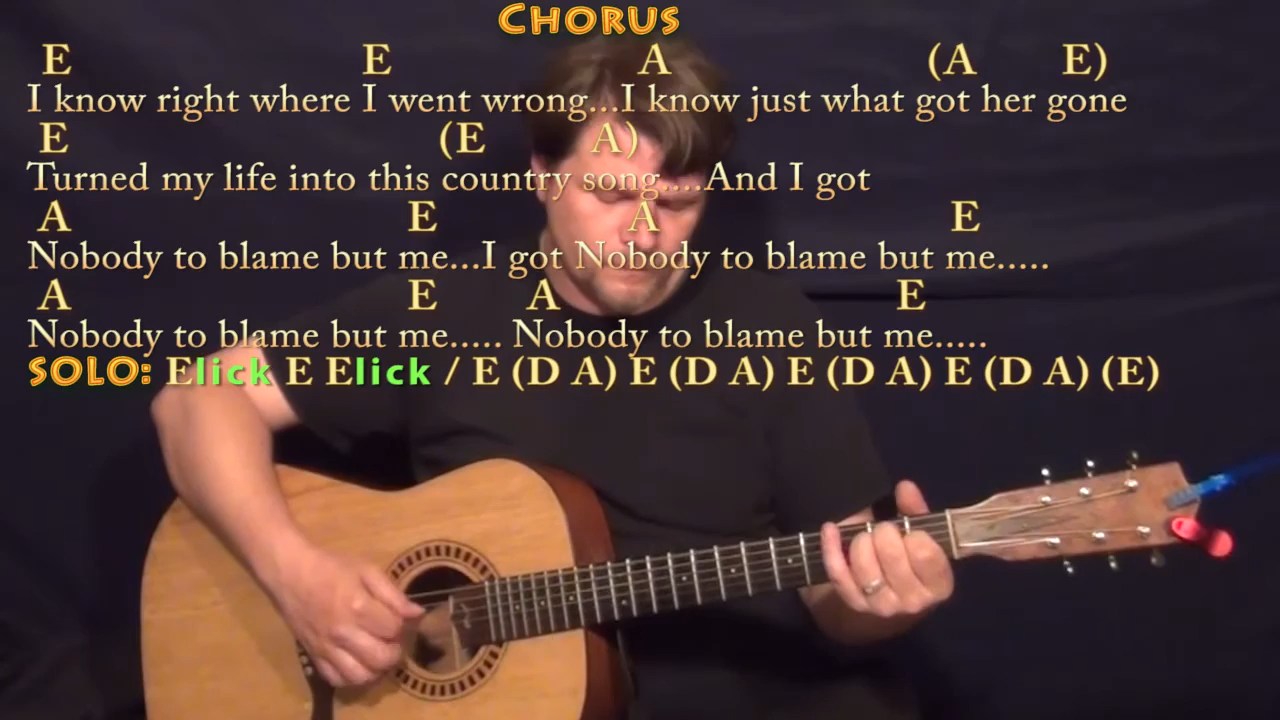 CHORUS
E E A (A E)
I know right where I went wrong...I know just what got her gone
E (E A)
Turned my life into this country song....And I got
A E A E
Nobody to blame but me...I got Nobody to blame but me.....
A E A E
Nobody to blame but me..... Nobody to blame but me.....
SOLO: Elick E Elick / E (D A) E (D A) E (D A) E (D A) (E)